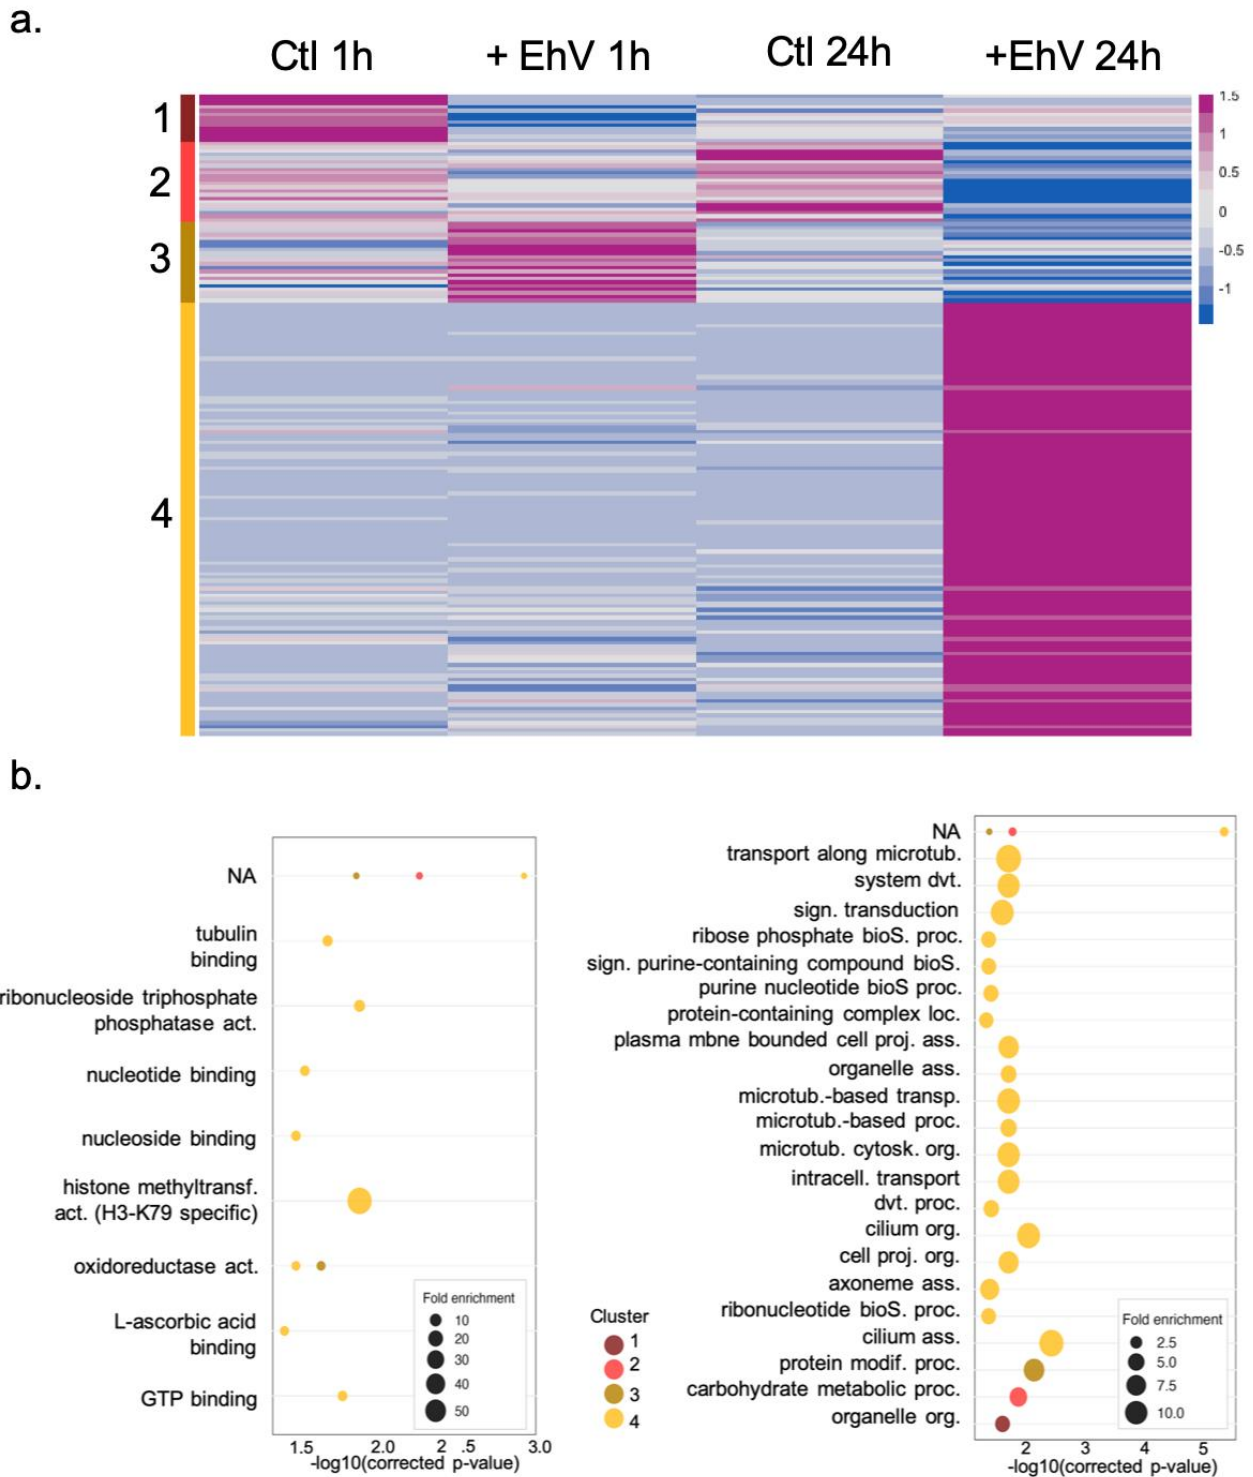 a.
Ctl 1h
+ EhV 1h
Ctl 24h
+EhV 24h
1
2
3
4
1.5
1
0.5
0
-0.5
-1
b.
NA
tubulin
binding
ribonucleoside triphosphate
phosphatase act.
nucleotide binding
nucleoside binding
histone methyltransf.
act. (H3-K79 specific)
oxidoreductase act.
L-ascorbic acid
binding
GTP binding
Fold enrichment
10
20
30
40
50
1.5
2.0
2 .5
3.0
-log10(corrected p-value)
Cluster
1
2
3
4
NA
transport along microtub.
system dvt.
sign. transduction
ribose phosphate bioS. proc.
sign. purine-containing compound bioS.
purine nucleotide bioS proc.
protein-containing complex loc.
plasma mbne bounded cell proj. ass.
organelle ass.
microtub.-based transp.
microtub.-based proc.
microtub. cytosk. org.
intracell. transport
dvt. proc.
cilium org.
cell proj. org.
axoneme ass.
ribonucleotide bioS. proc.
cilium ass.
protein modif. proc.
carbohydrate metabolic proc.
organelle org.
Fold enrichment
2.5
5.0
7.5
10.0
2
3
4
5
-log10(corrected p-value)